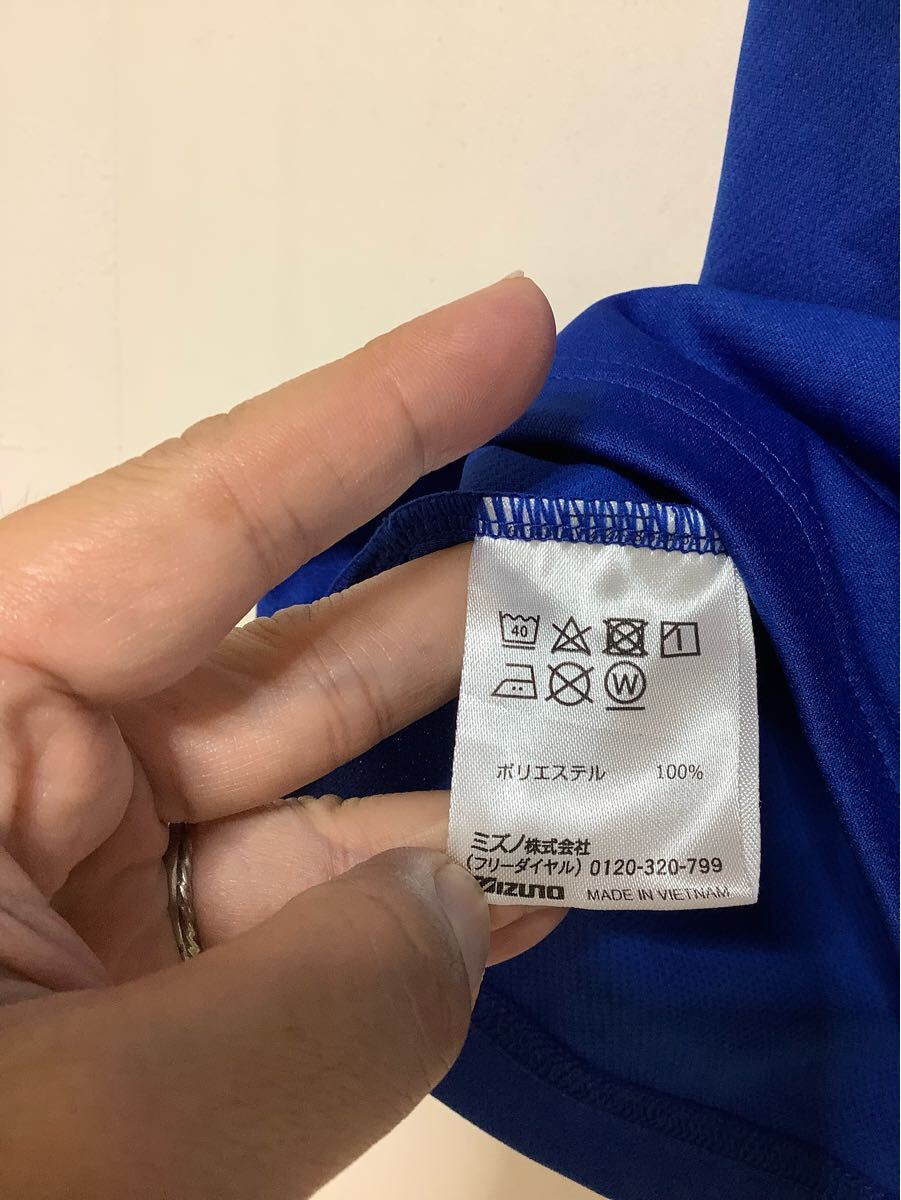 40
W
ポリエステル 100%
ミズノ株式会社
(フリーダイヤル) 0120-320-799
MIZUNO MADE IN VIETNAM